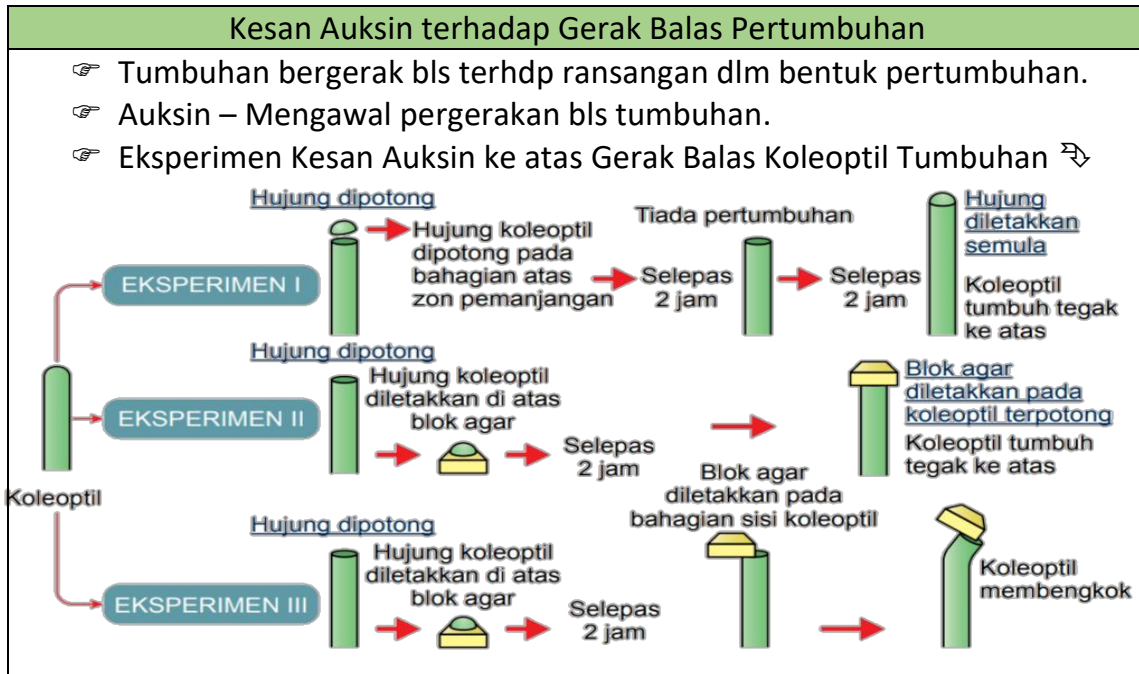 Kesan Auksin terhadap Gerak Balas Pertumbuhan
☞ Tumbuhan bergerak bls terhdp ransangan dlm bentuk pertumbuhan.
☞ Auksin – Mengawal pergerakan bls tumbuhan.
☞ Eksperimen Kesan Auksin ke atas Gerak Balas Koleoptil Tumbuhan
Koleoptil
EKSPERIMEN I
Hujung dipotong
Hujung koleoptil
dipotong pada
bahagian atas
zon pemanjangan
Selepas
2 jam
Tiada pertumbuhan
Selepas
2 jam
Hujung
diletakkan
semula
Koleoptil
tumbuh tegak
ke atas
EKSPERIMEN II
Hujung dipotong
Hujung koleoptil
diletakkan di atas
blok agar
Selepas
2 jam
Blok agar
diletakkan pada
koleoptil terpotong
Koleoptil tumbuh
tegak ke atas
EKSPERIMEN III
Hujung dipotong
Hujung koleoptil
diletakkan di atas
blok agar
Selepas
2 jam
Blok agar
diletakkan pada
bahagian sisi koleoptil
Koleoptil
membengkok